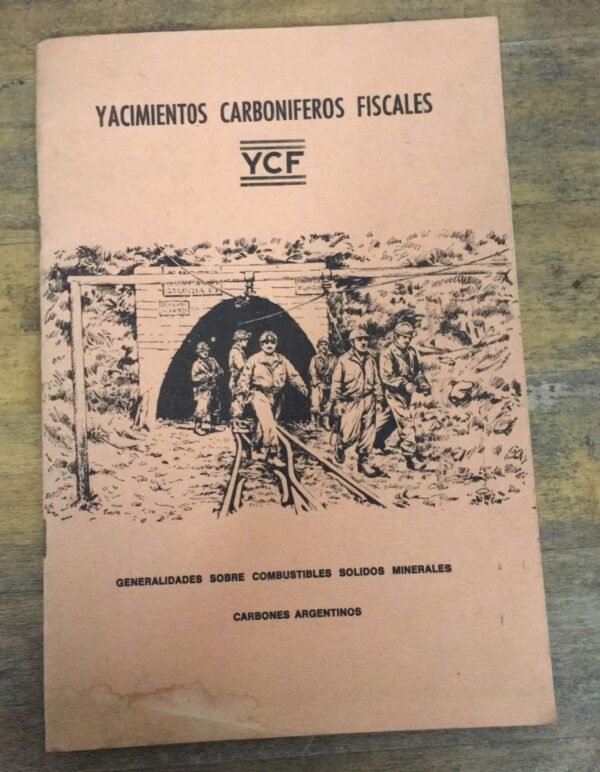 YACIMIENTOS CARBONIFEROS FISCALES
YCF
GENERALIDADES SOBRE COMBUSTIBLES SOLIDOS MINERALES
CARBONES ARGENTINOS